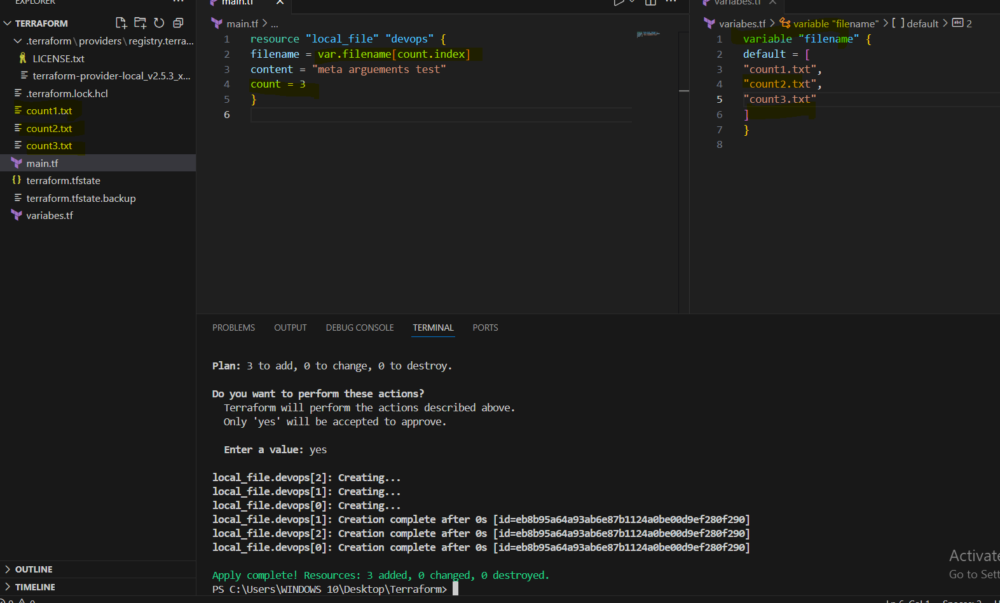 EXPLORER
TERRAFORM
.terraform\providers\registry.terra...
LICENSE.txt
terraform-provider-local_v2.5.3_x...
.terraform.lock.hcl
count1.txt
count2.txt
count3.txt
main.tf
terraform.tfstate
terraform.tfstate.backup
variabes.tf
OUTLINE
TIMELINE
main.tf
main.tf > ...
1 resource "local_file" "devops" {
2 filename = var.filename[count.index]
3 content = "meta arguements test"
4 count = 3
5 }
6
variabes.tf
variabes.tf > variable "filename" > [ ] default > abc 2
1 variable "filename" {
2 default = [
3 "count1.txt",
4 "count2.txt",
5 "count3.txt"
6 ]
7 }
8
PROBLEMS OUTPUT DEBUG CONSOLE TERMINAL PORTS
Plan: 3 to add, 0 to change, 0 to destroy.
Do you want to perform these actions?
Terraform will perform the actions described above.
Only 'yes' will be accepted to approve.
Enter a value: yes
local_file.devops[2]: Creating...
local_file.devops[1]: Creating...
local_file.devops[0]: Creating...
local_file.devops[1]: Creation complete after 0s [id=eb8b95a64a93ab6e87b1124a0be00d9ef280f290]
local_file.devops[2]: Creation complete after 0s [id=eb8b95a64a93ab6e87b1124a0be00d9ef280f290]
local_file.devops[0]: Creation complete after 0s [id=eb8b95a64a93ab6e87b1124a0be00d9ef280f290]
Apply complete! Resources: 3 added, 0 changed, 0 destroyed.
PS C:\Users\WINDOWS 10\Desktop\Terraform>
Activate
Go to Sett